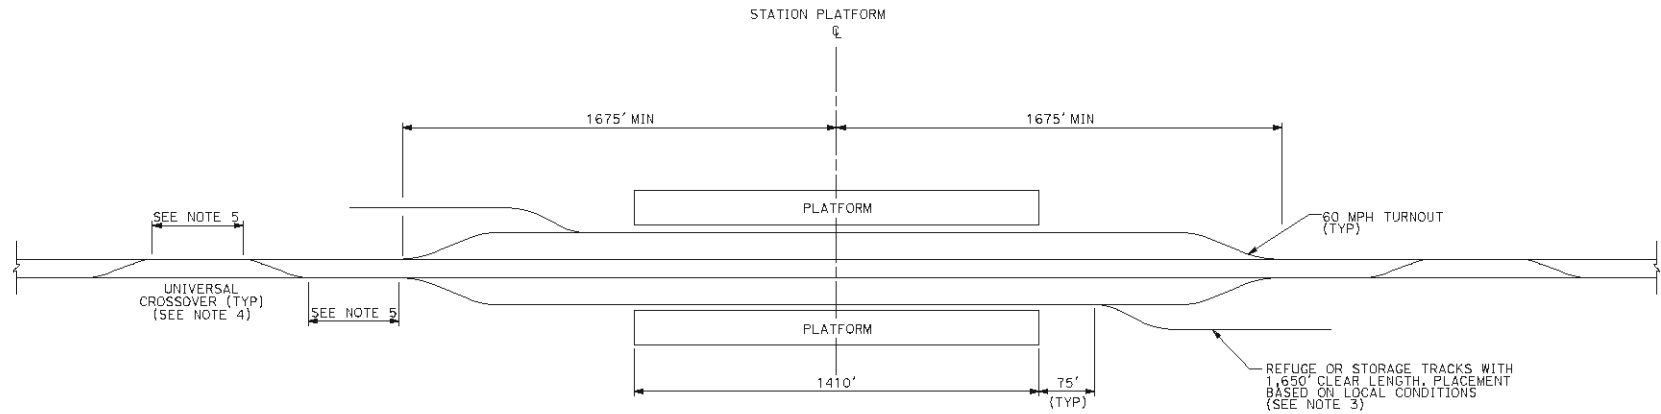 STATION PLATFORM
℄
1675' MIN
1675' MIN
SEE NOTE 5
PLATFORM
60 MPH TURNOUT
(TYP)
UNIVERSAL
CROSSOVER (TYP)
(SEE NOTE 4)
SEE NOTE 5
PLATFORM
1410'
75'
(TYP)
REFUGE OR STORAGE TRACKS WITH
1,650' CLEAR LENGTH. PLACEMENT
BASED ON LOCAL CONDITIONS
(SEE NOTE 3)